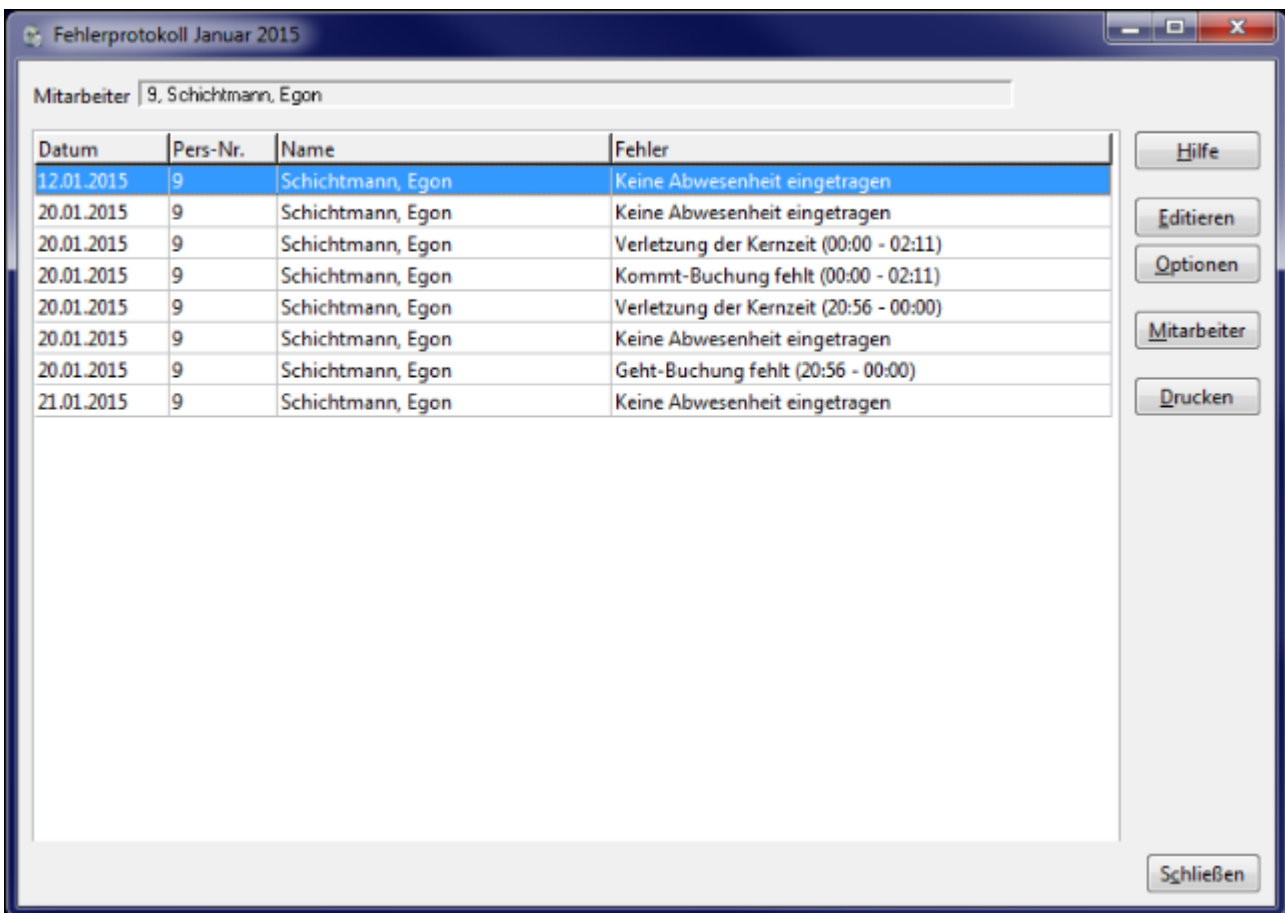 Fehlerprotokoll Januar 2015
Mitarbeiter 9, Schichtmann, Egon
Datum Pers-Nr. Name Fehler
12.01.2015 9 Schichtmann, Egon Keine Abwesenheit eingetragen
20.01.2015 9 Schichtmann, Egon Keine Abwesenheit eingetragen
20.01.2015 9 Schichtmann, Egon Verletzung der Kernzeit (00:00 - 02:11)
20.01.2015 9 Schichtmann, Egon Kommt-Buchung fehlt (00:00 - 02:11)
20.01.2015 9 Schichtmann, Egon Verletzung der Kernzeit (20:56 - 00:00)
20.01.2015 9 Schichtmann, Egon Keine Abwesenheit eingetragen
20.01.2015 9 Schichtmann, Egon Geht-Buchung fehlt (20:56 - 00:00)
21.01.2015 9 Schichtmann, Egon Keine Abwesenheit eingetragen
Hilfe
Editieren
Optionen
Mitarbeiter
Drucken
Schließen